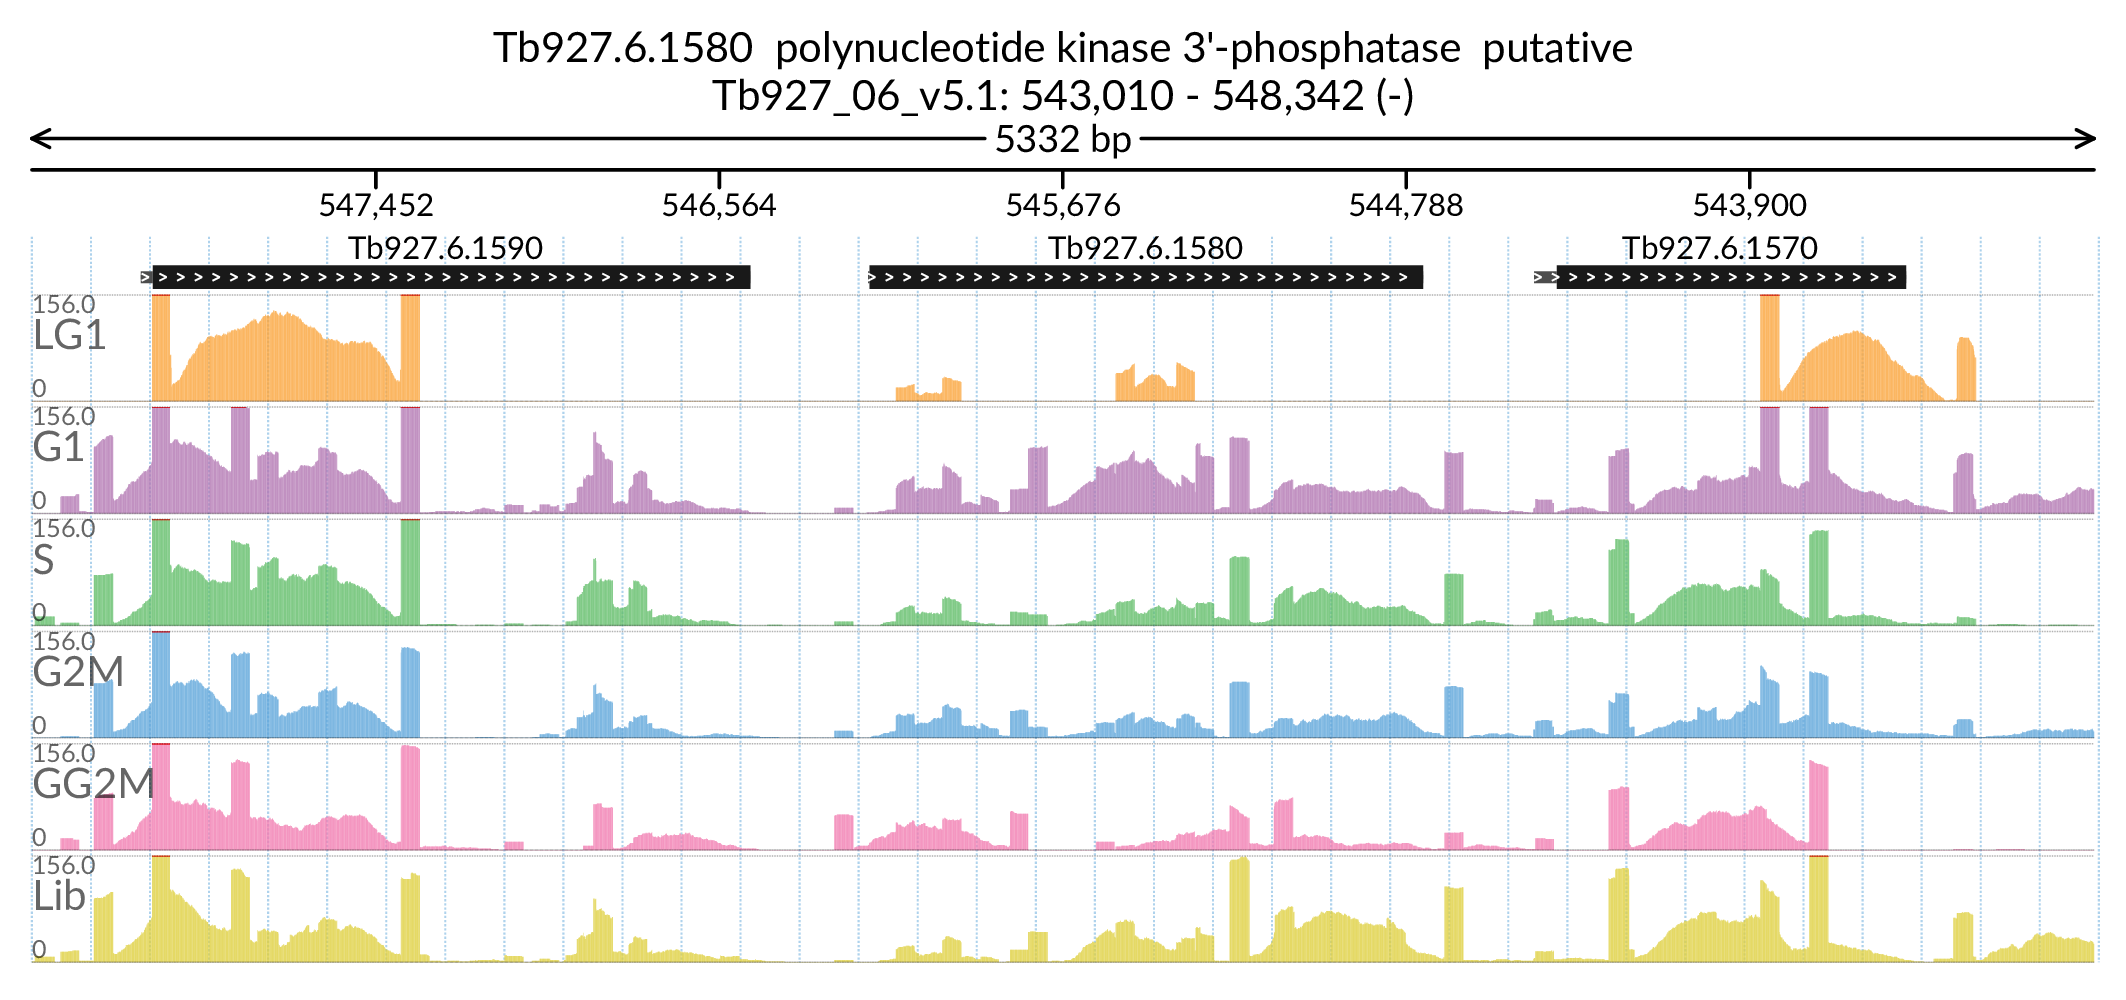 Tb927.6.1580 polynucleotide kinase 3'-phosphatase putative
Tb927_06_v5.1: 543,010 - 548,342 (-)
5332 bp
547,452 546,564 545,676 544,788 543,900
Tb927.6.1590 Tb927.6.1580 Tb927.6.1570
156.0
LG1
0
156.0
G1
0
156.0
S
0
156.0
G2M
0
156.0
GG2M
0
156.0
Lib
0